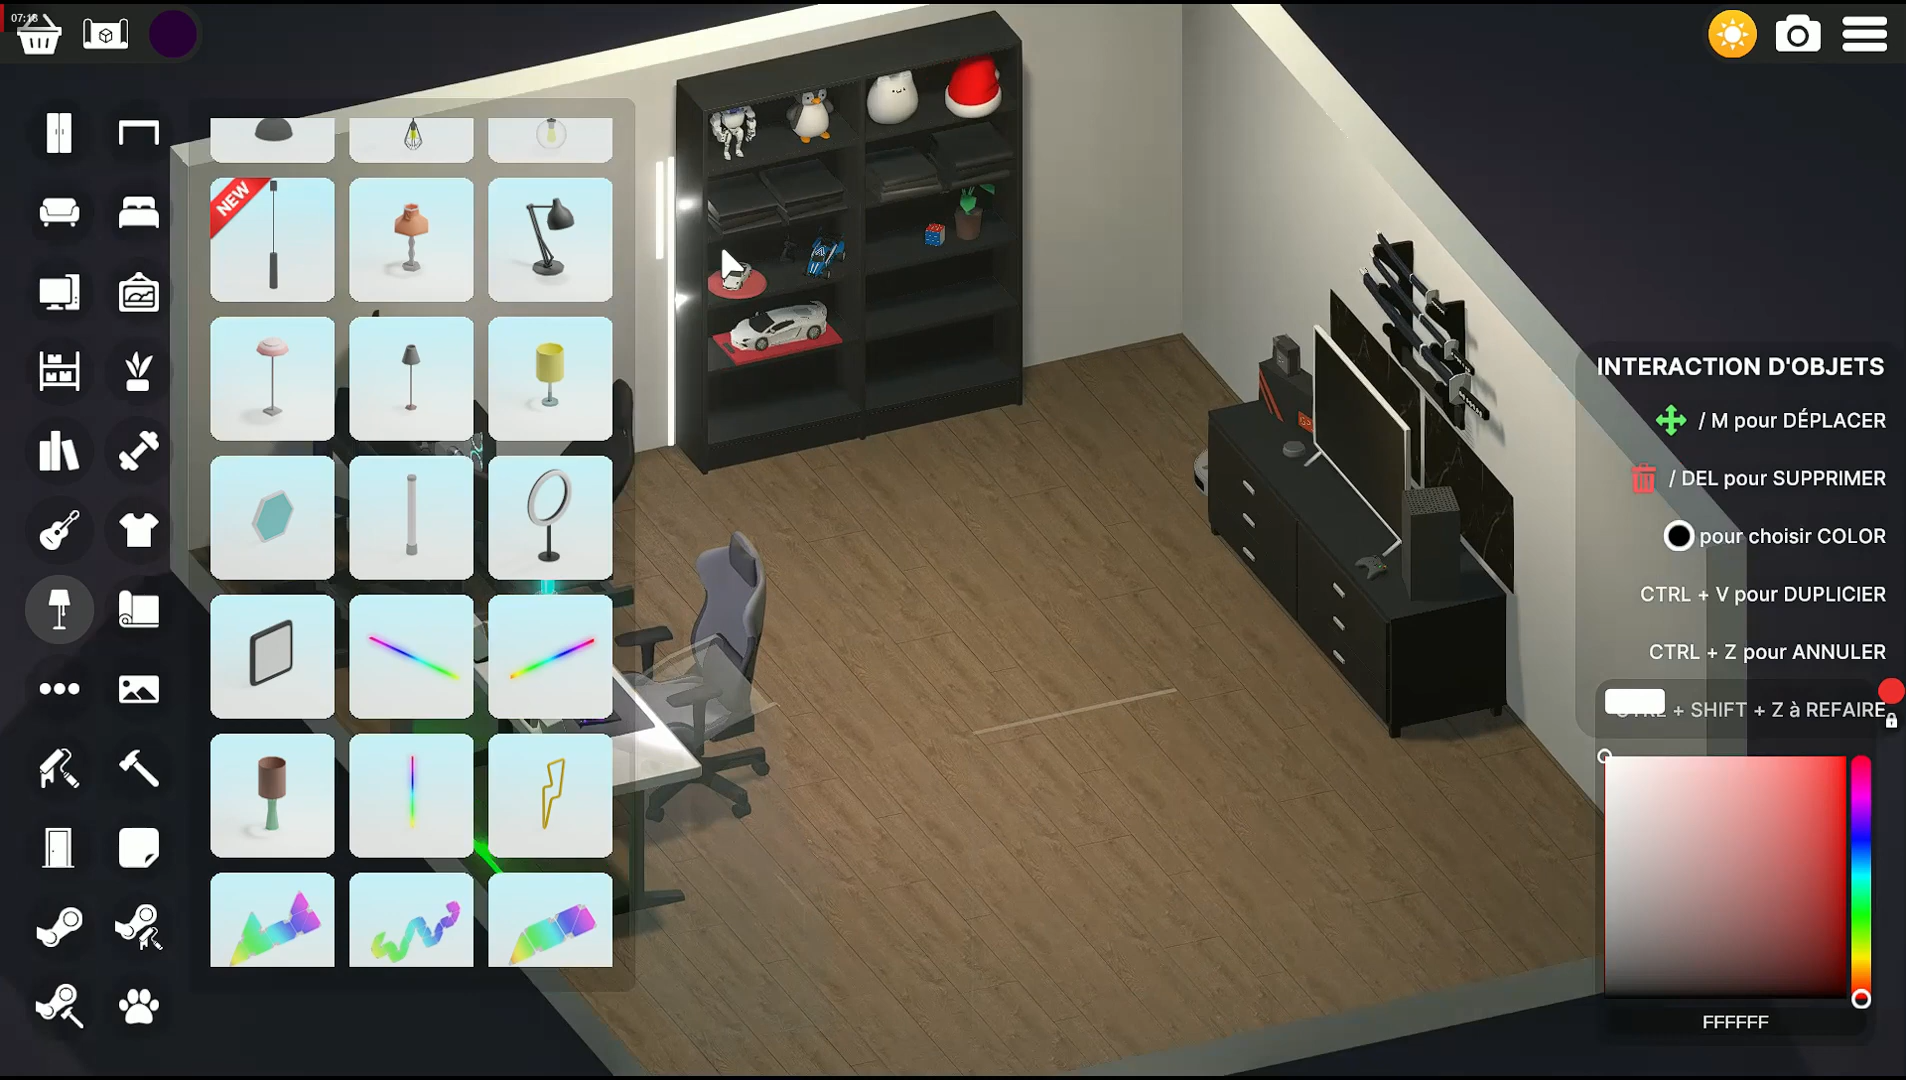 07:18
NEW
INTERACTION D'OBJETS
/ M pour DÉPLACER
/ DEL pour SUPPRIMER
pour choisir COLOR
CTRL + V pour DUPLICIER
CTRL + Z pour ANNULER
CTRL + SHIFT + Z à REFAIRE
FFFFFF